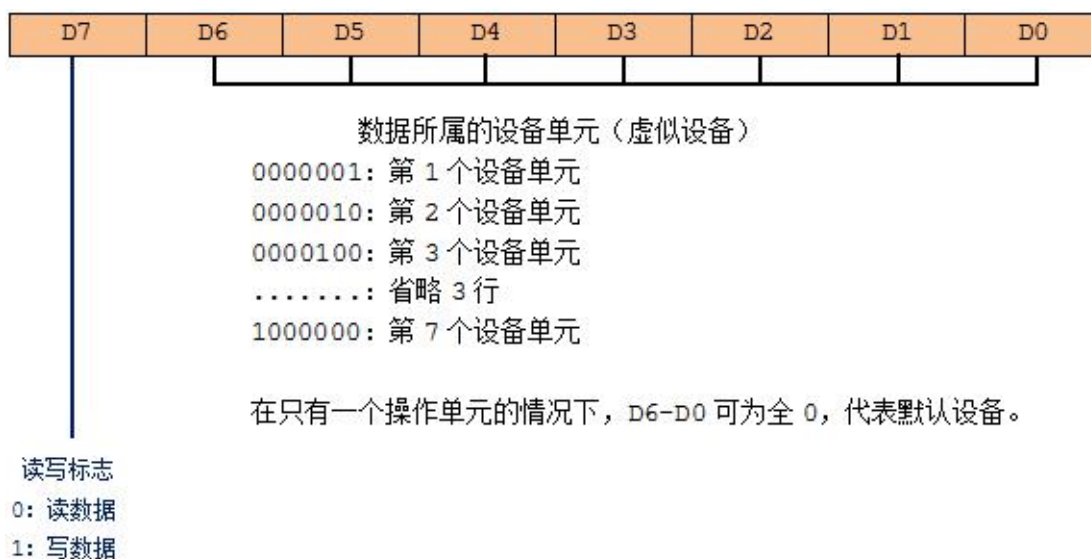 D7 D6 D5 D4 D3 D2 D1 D0
数据所属的设备单元（虚似设备）
0000001: 第 1 个设备单元
0000010: 第 2 个设备单元
0000100: 第 3 个设备单元
.......: 省略 3 行
1000000: 第 7 个设备单元
在只有一个操作单元的情况下，D6-D0 可为全 0，代表默认设备。
读写标志
0: 读数据
1: 写数据